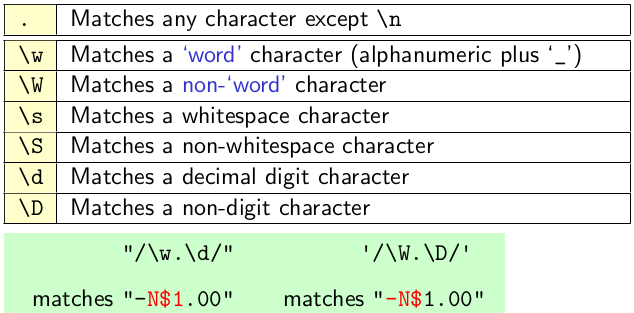 . Matches any character except \n
\w Matches a ‘word’ character (alphanumeric plus ‘_’)
\W Matches a non-‘word’ character
\s Matches a whitespace character
\S Matches a non-whitespace character
\d Matches a decimal digit character
\D Matches a non-digit character
"/\w.\d/" '/\W.\D/'
matches "-N$1.00" matches "-N$1.00"